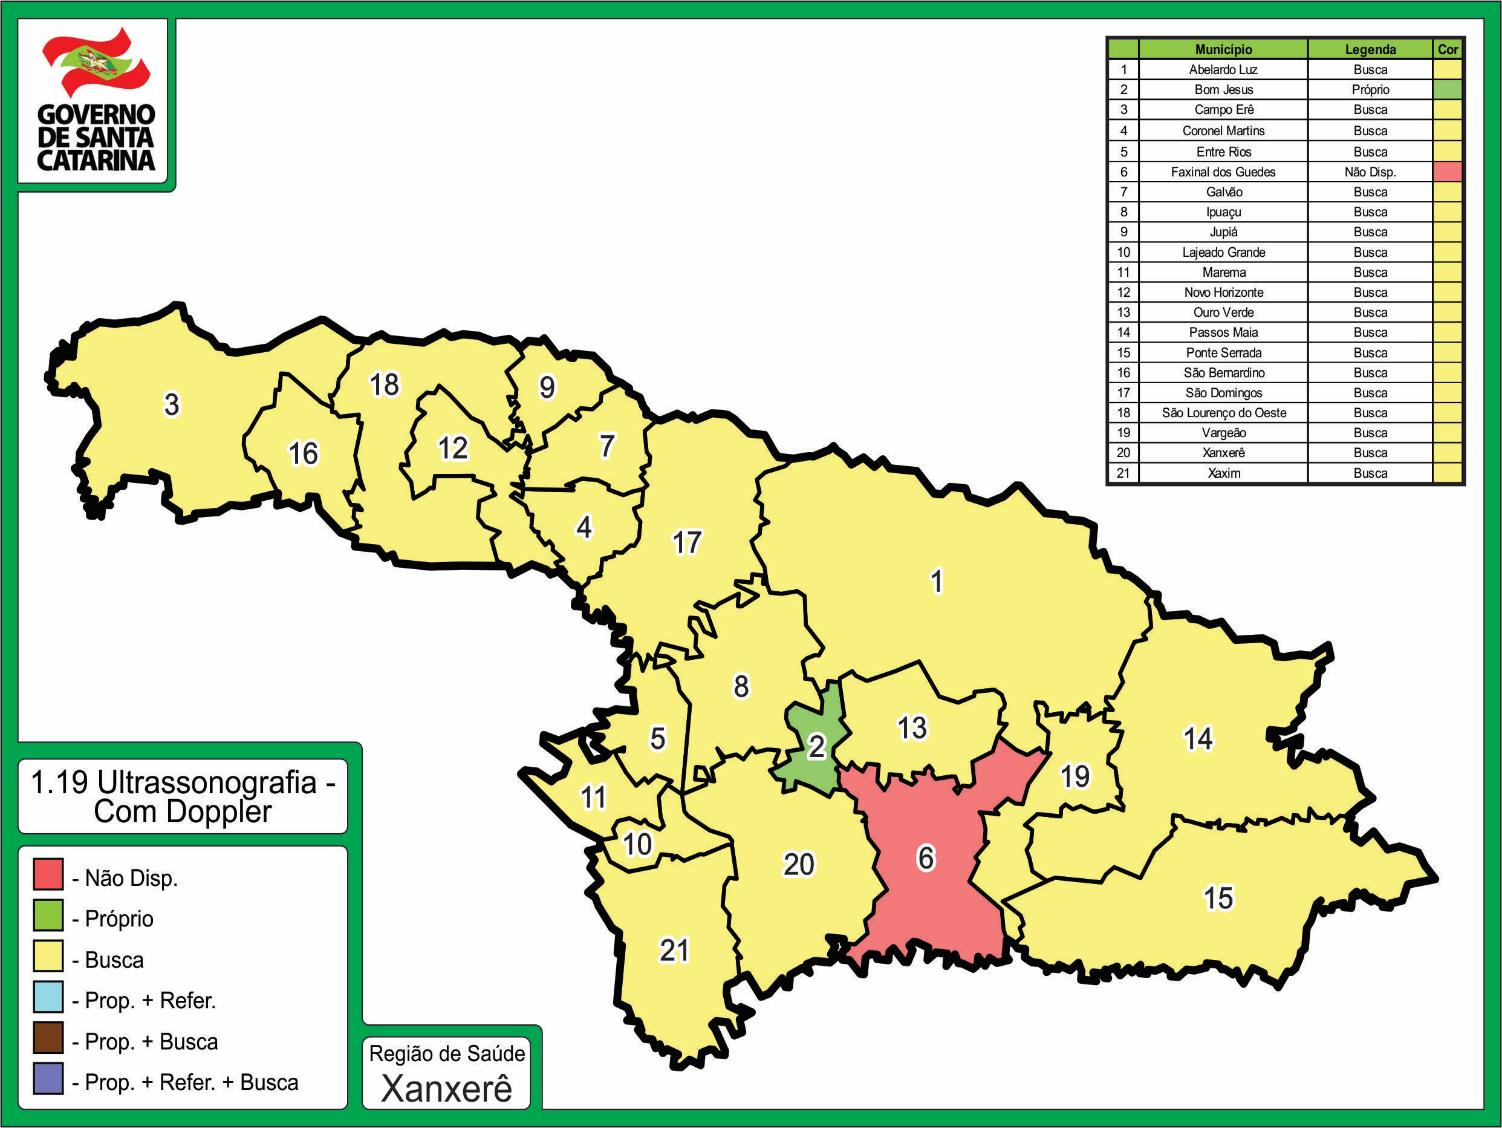 GOVERNO
DE SANTA
CATARINA
Município Legenda Cor
1 Abelardo Luz Busca
2 Bom Jesus Próprio
3 Campo Erê Busca
4 Coronel Martins Busca
5 Entre Rios Busca
6 Faxinal dos Guedes Não Disp.
7 Galvão Busca
8 Ipuaçu Busca
9 Jupiá Busca
10 Lajeado Grande Busca
11 Marema Busca
12 Novo Horizonte Busca
13 Ouro Verde Busca
14 Passos Maia Busca
15 Ponte Serrada Busca
16 São Bernardino Busca
17 São Domingos Busca
18 São Lourenço do Oeste Busca
19 Vargeão Busca
20 Xanxerê Busca
21 Xaxim Busca
3
18
9
16
12
7
4
17
1
8
5
2
13
14
19
11
10
20
6
15
21
1.19 Ultrassonografia -
Com Doppler
- Não Disp.
- Próprio
- Busca
- Prop. + Refer.
- Prop. + Busca
- Prop. + Refer. + Busca
Região de Saúde
Xanxerê